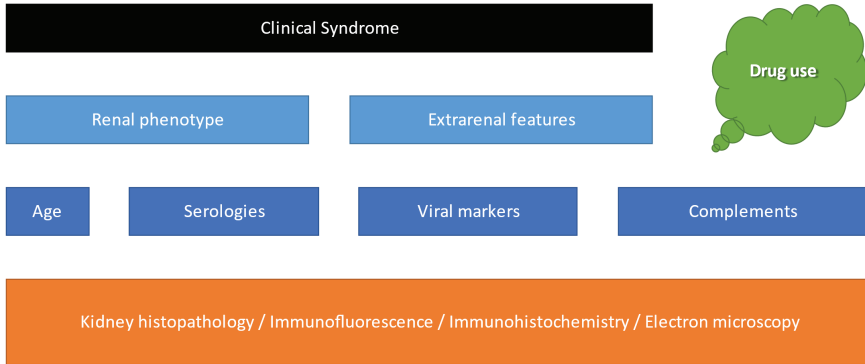 Clinical Syndrome
Drug use
Renal phenotype
Extrarenal features
Age
Serologies
Viral markers
Complements
Kidney histopathology / Immunofluorescence / Immunohistochemistry / Electron microscopy